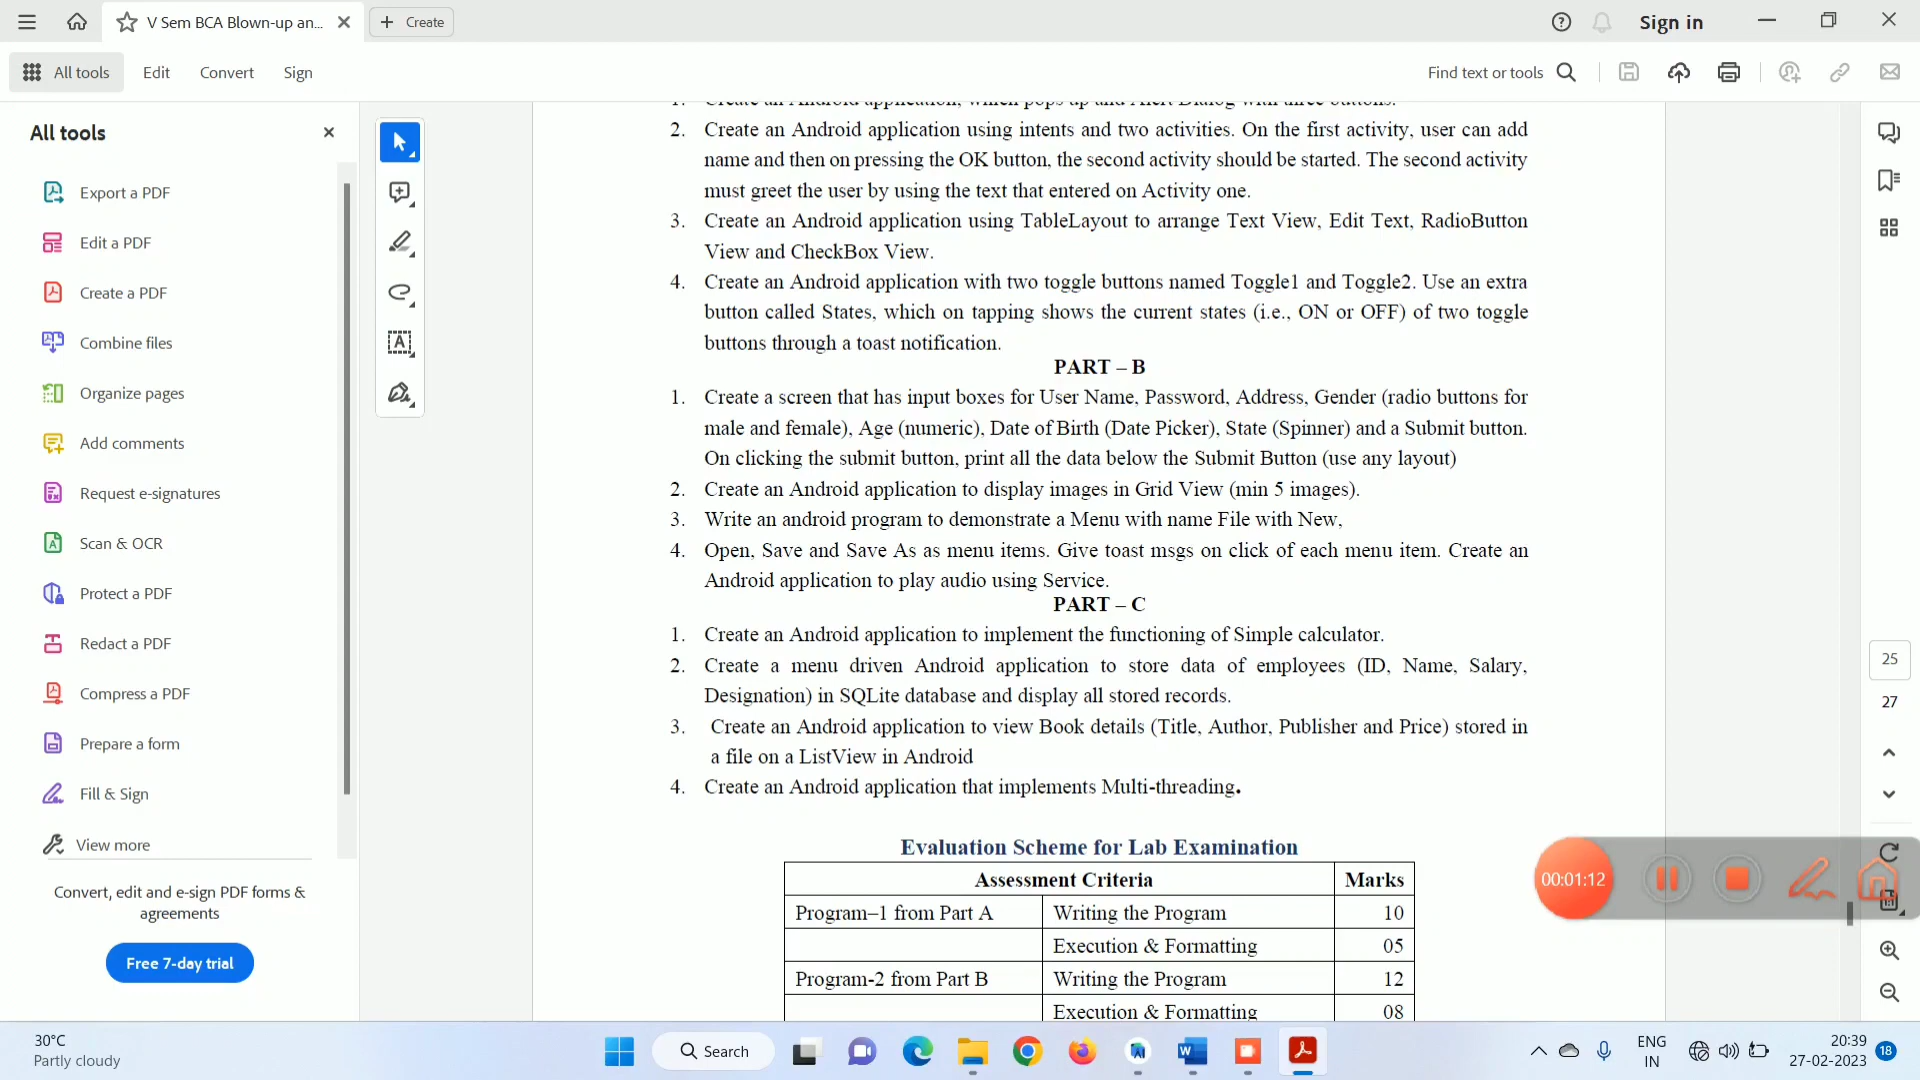 V Sem BCA Blown-up an...
Create
Sign in
All tools
Edit
Convert
Sign
Find text or tools
All tools
Export a PDF
Edit a PDF
Create a PDF
Combine files
Organize pages
Add comments
Request e-signatures
Scan & OCR
Protect a PDF
Redact a PDF
Compress a PDF
Prepare a form
Fill & Sign
View more
Convert, edit and e-sign PDF forms &
agreements
Free 7-day trial
1. Create an Android application, which pops up and Alert Dialog with three buttons.
2. Create an Android application using intents and two activities. On the first activity, user can add
name and then on pressing the OK button, the second activity should be started. The second activity
must greet the user by using the text that entered on Activity one.
3. Create an Android application using TableLayout to arrange Text View, Edit Text, RadioButton
View and CheckBox View.
4. Create an Android application with two toggle buttons named Toggle1 and Toggle2. Use an extra
button called States, which on tapping shows the current states (i.e., ON or OFF) of two toggle
buttons through a toast notification.
PART – B
1. Create a screen that has input boxes for User Name, Password, Address, Gender (radio buttons for
male and female), Age (numeric), Date of Birth (Date Picker), State (Spinner) and a Submit button.
On clicking the submit button, print all the data below the Submit Button (use any layout)
2. Create an Android application to display images in Grid View (min 5 images).
3. Write an android program to demonstrate a Menu with name File with New,
4. Open, Save and Save As as menu items. Give toast msgs on click of each menu item. Create an
Android application to play audio using Service.
PART – C
1. Create an Android application to implement the functioning of Simple calculator.
2. Create a menu driven Android application to store data of employees (ID, Name, Salary,
Designation) in SQLite database and display all stored records.
3. Create an Android application to view Book details (Title, Author, Publisher and Price) stored in
a file on a ListView in Android
4. Create an Android application that implements Multi-threading.
Evaluation Scheme for Lab Examination
Assessment Criteria Marks
Program–1 from Part A Writing the Program 10
Execution & Formatting 05
Program-2 from Part B Writing the Program 12
Execution & Formatting 08
25
27
00:01:12
30°C
Partly cloudy
Search
ENG
IN
20:39
27-02-2023
18